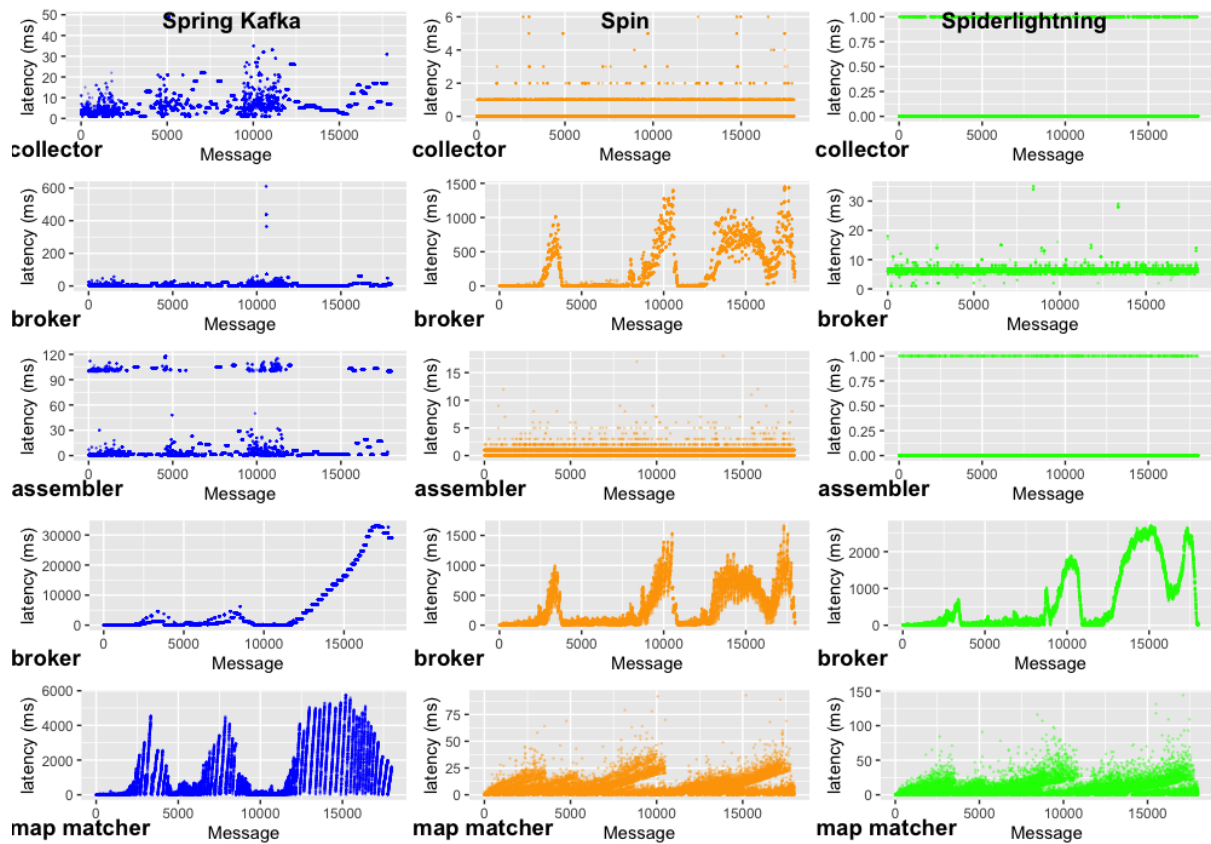 Spring Kafka
Spin
Spiderlightning
latency (ms)
50
40
30
20
10
0
0 5000 10000 15000
collector
Message
latency (ms)
6
4
2
0
0 5000 10000 15000
collector
Message
latency (ms)
1.00
0.75
0.50
0.25
0.00
0 5000 10000 15000
collector
Message
latency (ms)
600
400
200
0
0 5000 10000 15000
broker
Message
latency (ms)
1500
1000
500
0
0 5000 10000 15000
broker
Message
latency (ms)
30
20
10
0
0 5000 10000 15000
broker
Message
latency (ms)
120
90
60
30
0
0 5000 10000 15000
assembler
Message
latency (ms)
15
10
5
0
0 5000 10000 15000
assembler
Message
latency (ms)
1.00
0.75
0.50
0.25
0.00
0 5000 10000 15000
assembler
Message
latency (ms)
30000
20000
10000
0
0 5000 10000 15000
broker
Message
latency (ms)
1500
1000
500
0
0 5000 10000 15000
broker
Message
latency (ms)
2000
1000
0
0 5000 10000 15000
broker
Message
latency (ms)
6000
4000
2000
0
0 5000 10000 15000
map matcher
Message
latency (ms)
75
50
25
0
0 5000 10000 15000
map matcher
Message
latency (ms)
150
100
50
0
0 5000 10000 15000
map matcher
Message